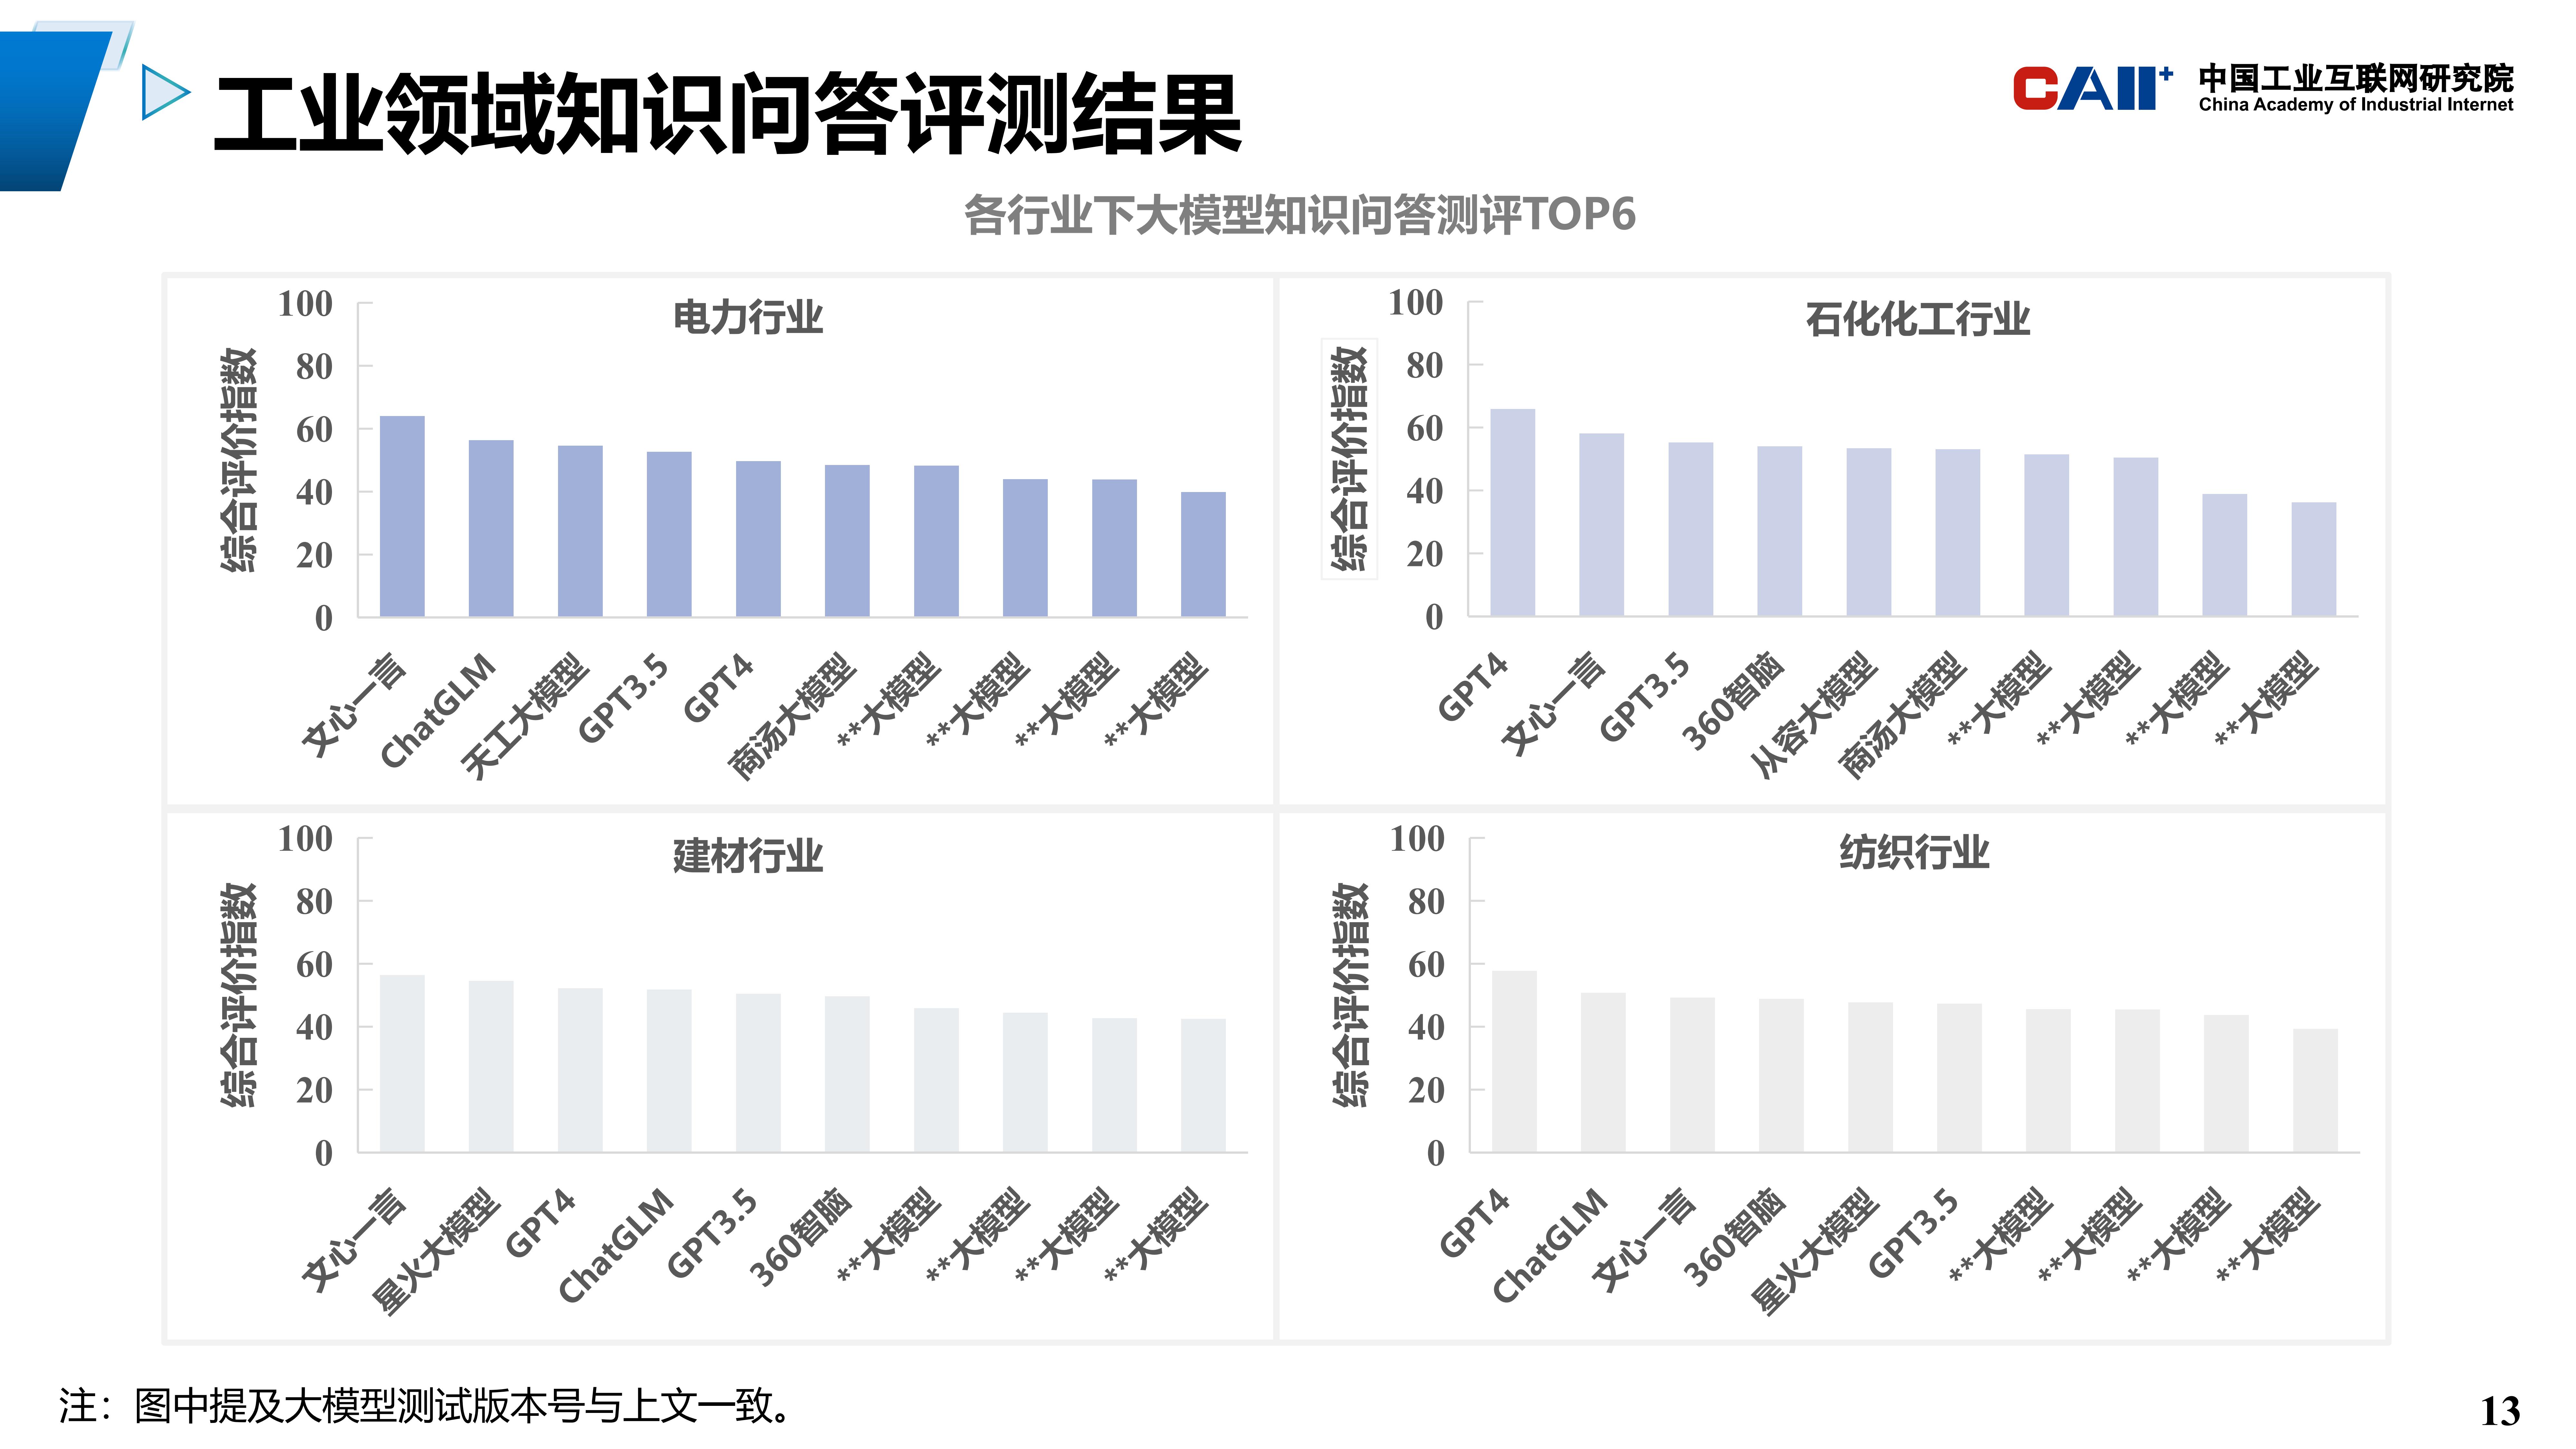 工业领域知识问答评测结果
CAII+
中国工业互联网研究院
China Academy of Industrial Internet
各行业下大模型知识问答测评TOP6
电力行业
综合评价指数
100
80
60
40
20
0
文心一言
ChatGLM
天工大模型
GPT3.5
GPT4
商汤大模型
**大模型
**大模型
**大模型
**大模型
石化化工行业
综合评价指数
100
80
60
40
20
0
GPT4
文心一言
GPT3.5
360智脑
从容大模型
商汤大模型
**大模型
**大模型
**大模型
**大模型
建材行业
综合评价指数
100
80
60
40
20
0
文心一言
星火大模型
GPT4
ChatGLM
GPT3.5
360智脑
**大模型
**大模型
**大模型
**大模型
纺织行业
综合评价指数
100
80
60
40
20
0
GPT4
ChatGLM
文心一言
360智脑
星火大模型
GPT3.5
**大模型
**大模型
**大模型
**大模型
注：图中提及大模型测试版本号与上文一致。
13